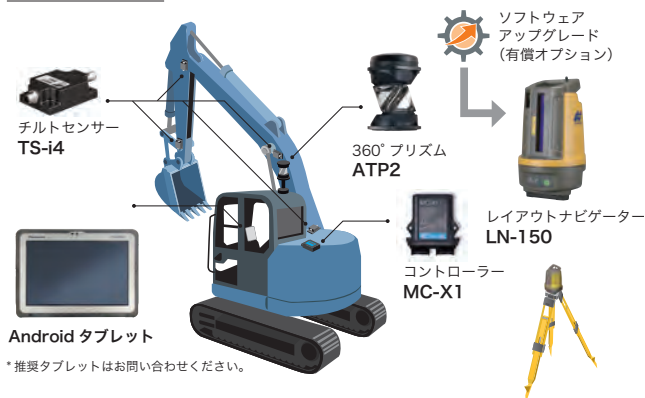 ソフトウェア
アップグレード
(有償オプション)
チルトセンサー
TS-i4
360°プリズム
ATP2
レイアウトナビゲーター
LN-150
コントローラー
MC-X1
Android タブレット
*推奨タブレットはお問い合わせください。